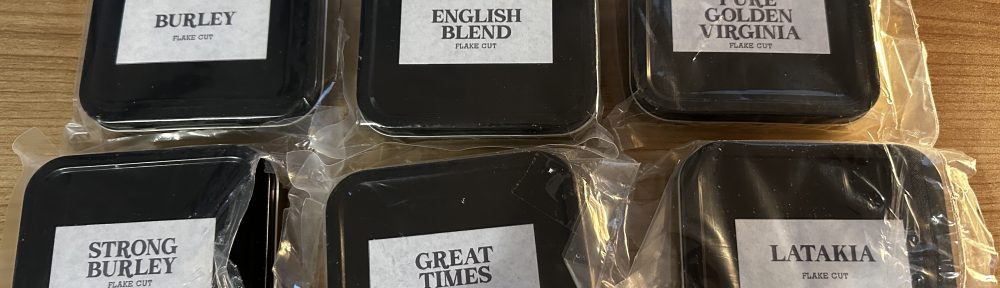 BURLEY
FLAKE CUT
ENGLISH
BLEND
FLAKE CUT
PURE
GOLDEN
VIRGINIA
FLAKE CUT
STRONG
BURLEY
FLAKE CUT
GREAT
TIMES
LATAKIA
FLAKE CUT